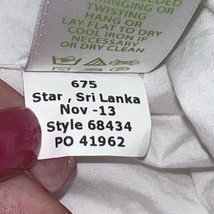 WRINGING OR
TWISTING
HANG OR
LAY FLAT TO DRY
COOL IRON IF
NECESSARY
OR DRY CLEAN
675
Star , Sri Lanka
Nov -13
Style 68434
PO 41962